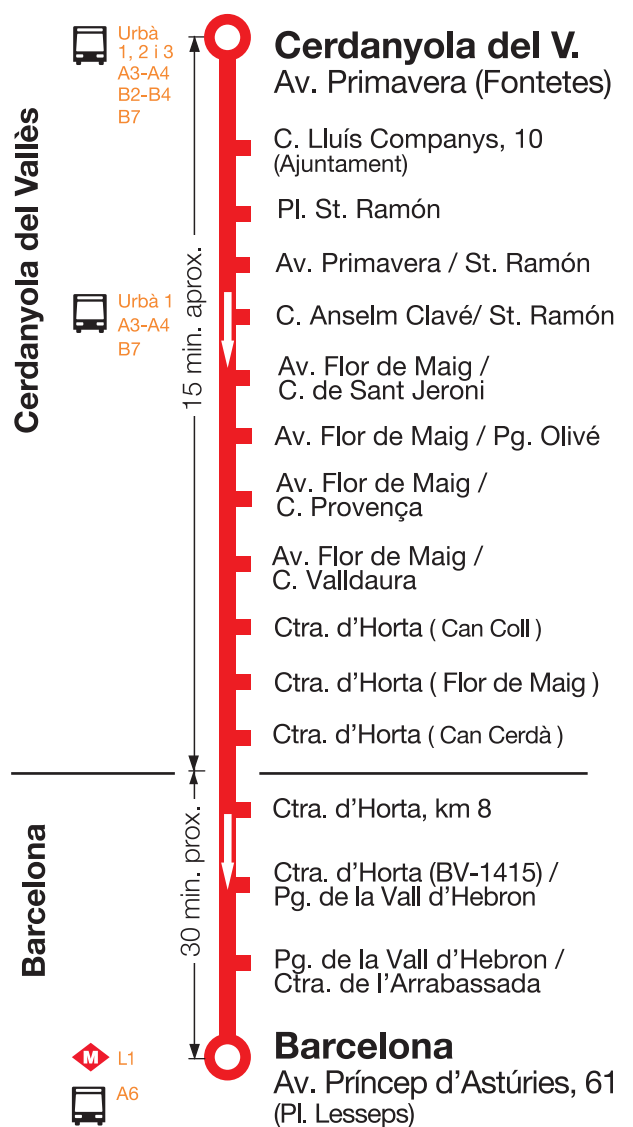 Cerdanyola del Vallès
Urbà
1, 2 i 3
A3-A4
B2-B4
B7
Cerdanyola del V.
Av. Primavera (Fontetes)
C. Lluís Companys, 10
(Ajuntament)
Pl. St. Ramón
Av. Primavera / St. Ramón
Urbà 1
A3-A4
B7
15 min. aprox.
C. Anselm Clavé/ St. Ramón
Av. Flor de Maig /
C. de Sant Jeroni
Av. Flor de Maig / Pg. Olivé
Av. Flor de Maig /
C. Provença
Av. Flor de Maig /
C. Valldaura
Ctra. d’Horta ( Can Coll )
Ctra. d’Horta ( Flor de Maig )
Ctra. d’Horta ( Can Cerdà )
Barcelona
30 min. prox.
Ctra. d’Horta, km 8
Ctra. d’Horta (BV-1415) /
Pg. de la Vall d’Hebron
Pg. de la Vall d’Hebron /
Ctra. de l’Arrabassada
M L1
A6
Barcelona
Av. Príncep d’Astúries, 61
(Pl. Lesseps)